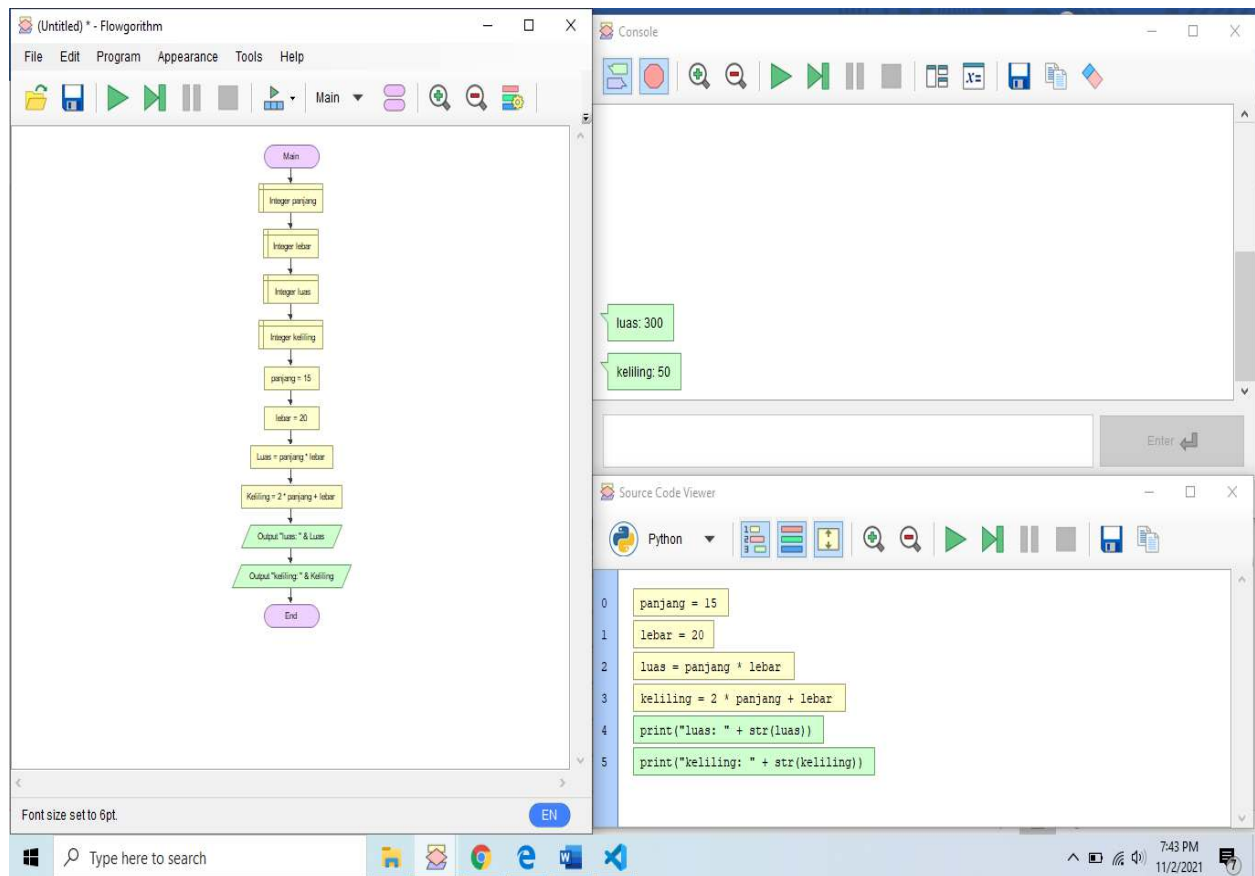 (Untitled) * - Flowgorithm
File Edit Program Appearance Tools Help
Main
Main
Integer panjang
Integer lebar
Integer luas
Integer keliling
panjang = 15
lebar = 20
Luas = panjang * lebar
Keliling = 2 * panjang + lebar
Output "luas: " & Luas
Output "keliling: " & Keliling
End
Font size set to 6pt.
EN
Console
luas: 300
keliling: 50
Enter
Source Code Viewer
Python
0 panjang = 15
1 lebar = 20
2 luas = panjang * lebar
3 keliling = 2 * panjang + lebar
4 print("luas: " + str(luas))
5 print("keliling: " + str(keliling))
Type here to search
7:43 PM
11/2/2021
7